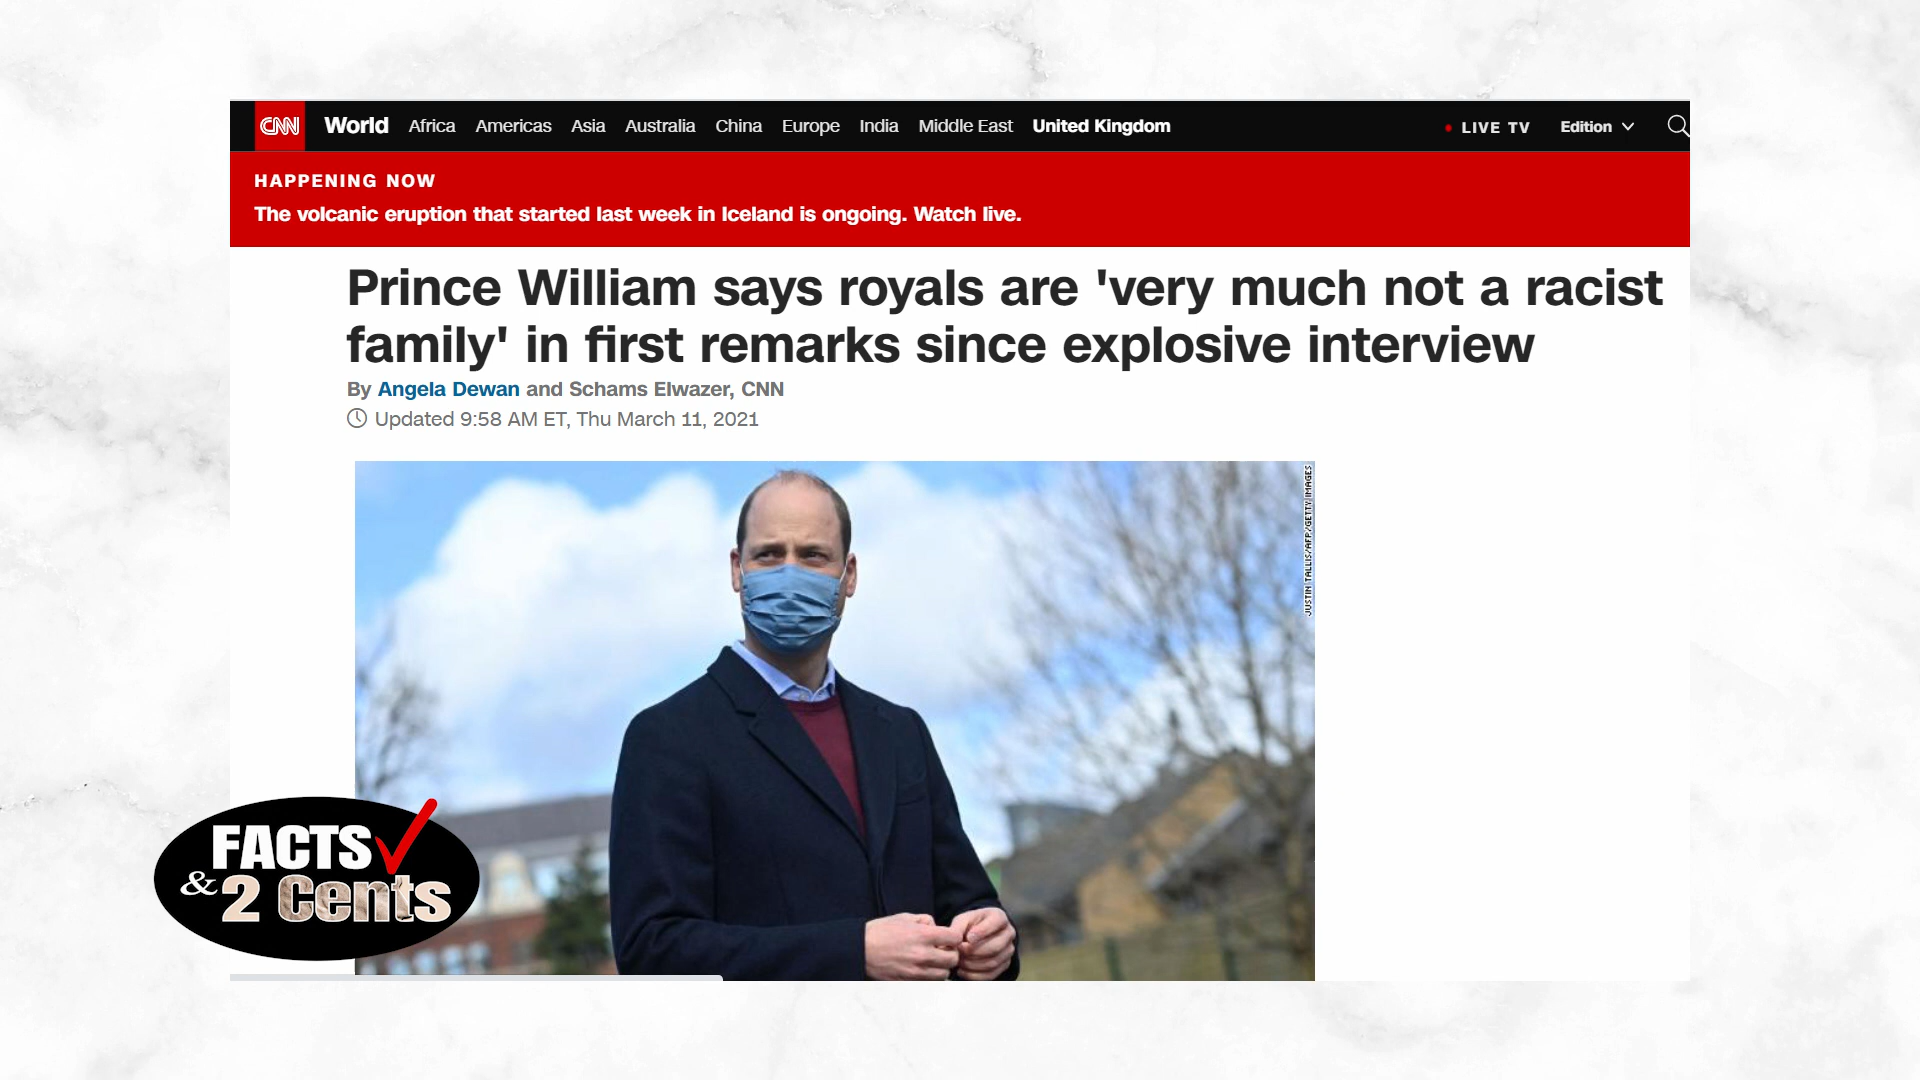 CNN World Africa Americas Asia Australia China Europe India Middle East United Kingdom LIVE TV Edition
HAPPENING NOW
The volcanic eruption that started last week in Iceland is ongoing. Watch live.
Prince William says royals are 'very much not a racist
family' in first remarks since explosive interview
By Angela Dewan and Schams Elwazer, CNN
Updated 9:58 AM ET, Thu March 11, 2021
JUSTIN TALLIS/AFP/GETTY IMAGES
FACTS
& 2 Cents